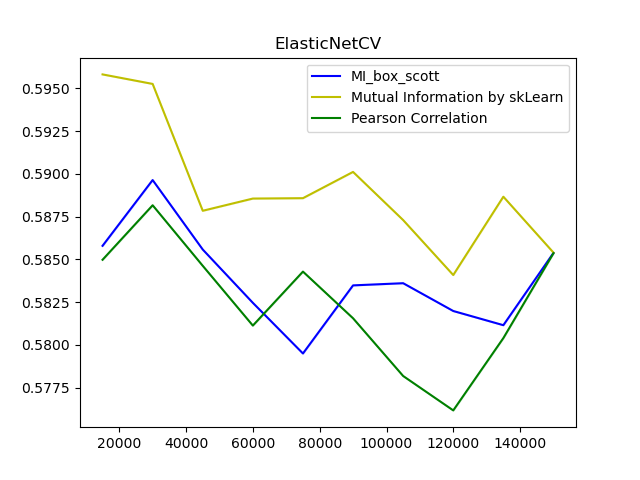 ElasticNetCV
MI_box_scott
Mutual Information by skLearn
Pearson Correlation
0.5950
0.5925
0.5900
0.5875
0.5850
0.5825
0.5800
0.5775
20000 40000 60000 80000 100000 120000 140000